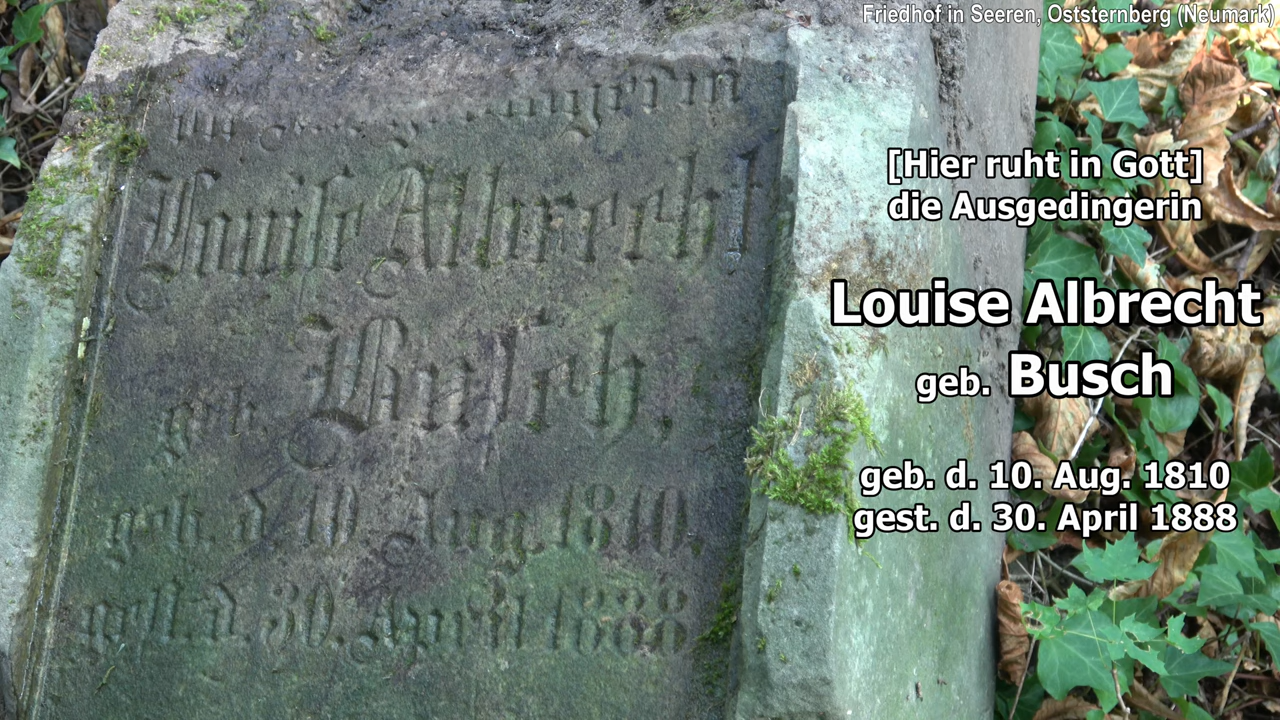 Friedhof in Seeren, Oststernberg (Neumark)
Louise Albrecht
geb. Busch,
geb. d. 10. Aug. 1810.
gest. d. 30. April 1888
[Hier ruht in Gott]
die Ausgedingerin
Louise Albrecht
geb. Busch
geb. d. 10. Aug. 1810
gest. d. 30. April 1888